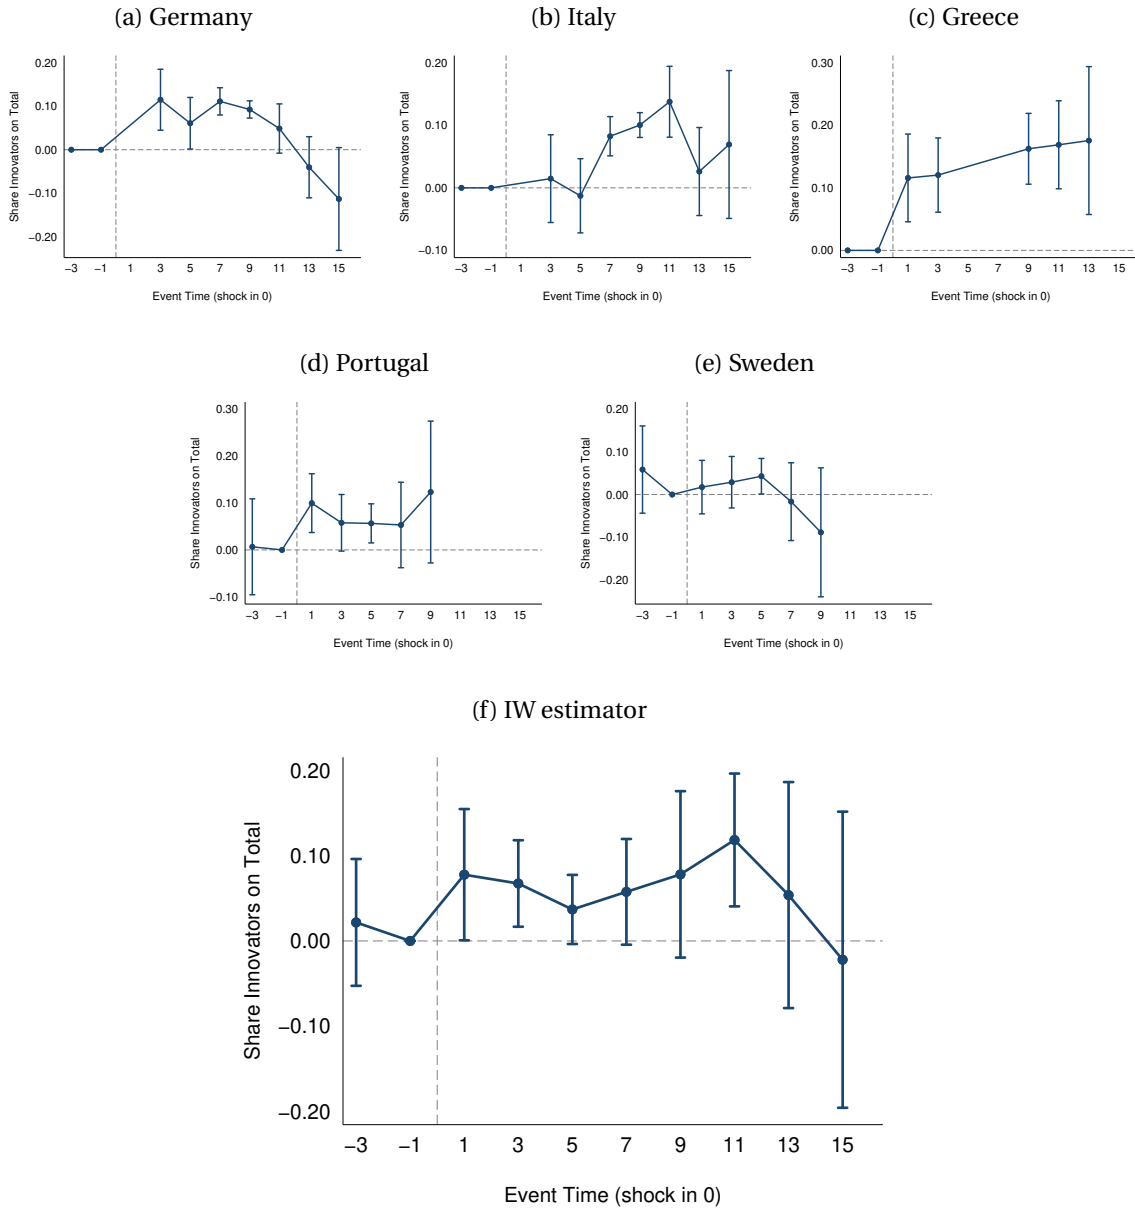 (a) Germany
Share Innovators on Total
0.20
0.10
0.00
−0.10
−0.20
−3 −1 1 3 5 7 9 11 13 15
Event Time (shock in 0)
(b) Italy
Share Innovators on Total
0.20
0.10
0.00
−0.10
−3 −1 1 3 5 7 9 11 13 15
Event Time (shock in 0)
(c) Greece
Share Innovators on Total
0.30
0.20
0.10
0.00
−3 −1 1 3 5 7 9 11 13 15
Event Time (shock in 0)
(d) Portugal
Share Innovators on Total
0.30
0.20
0.10
0.00
−0.10
−3 −1 1 3 5 7 9 11 13 15
Event Time (shock in 0)
(e) Sweden
Share Innovators on Total
0.20
0.10
0.00
−0.10
−0.20
−3 −1 1 3 5 7 9 11 13 15
Event Time (shock in 0)
(f) IW estimator
Share Innovators on Total
0.20
0.10
0.00
−0.10
−0.20
−3 −1 1 3 5 7 9 11 13 15
Event Time (shock in 0)